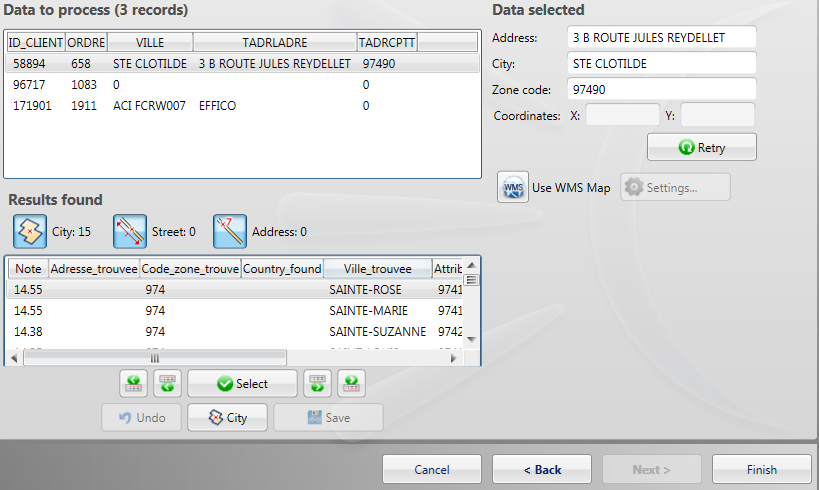 Data to process (3 records)
ID_CLIENT ORDRE VILLE TADRLADRE TADRCPTT
58894 658 STE CLOTILDE 3 B ROUTE JULES REYDELLET 97490
96717 1083 0 0
171901 1911 ACI FCRW007 EFFICO 0
Data selected
Address: 3 B ROUTE JULES REYDELLET
City: STE CLOTILDE
Zone code: 97490
Coordinates: X: Y:
Retry
WMS Use WMS Map Settings...
Results found
City: 15 Street: 0 Address: 0
Note Adresse_trouvee Code_zone_trouve Country_found Ville_trouvee Attrib
14.55 974 SAINTE-ROSE 9741
14.55 974 SAINTE-MARIE 9741
14.38 974 SAINTE-SUZANNE 9742
Select
Undo City Save
Cancel < Back Next > Finish